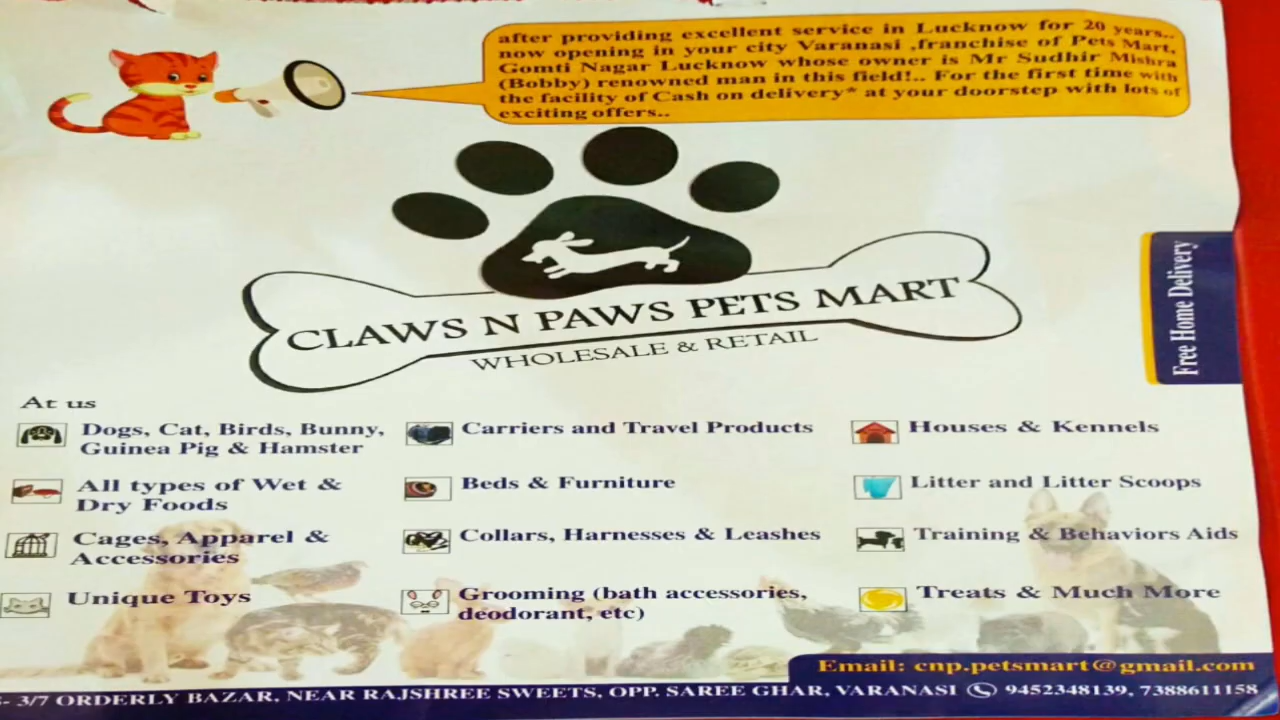 after providing excellent service in Lucknow for 20 years..
now opening in your city Varanasi ,franchise of Pets Mart,
Gomti Nagar Lucknow whose owner is Mr Sudhir Mishra
(Bobby) renowned man in this field!.. For the first time with
the facility of Cash on delivery* at your doorstep with lots of
exciting offers..
CLAWS N PAWS PETS MART
WHOLESALE & RETAIL
Free Home Delivery
At us
Dogs, Cat, Birds, Bunny,
Guinea Pig & Hamster
All types of Wet &
Dry Foods
Cages, Apparel &
Accessories
Unique Toys
Carriers and Travel Products
Beds & Furniture
Collars, Harnesses & Leashes
Grooming (bath accessories,
deodorant, etc)
Houses & Kennels
Litter and Litter Scoops
Training & Behaviors Aids
Treats & Much More
Email: cnp.petsmart@gmail.com
- 3/7 ORDERLY BAZAR, NEAR RAJSHREE SWEETS, OPP. SAREE GHAR, VARANASI 9452348139, 7388611158